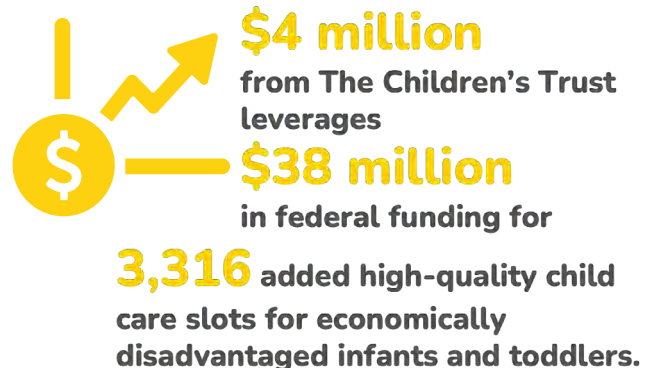 $4 million
from The Children’s Trust
leverages
$38 million
in federal funding for
3,316 added high-quality child
care slots for economically
disadvantaged infants and toddlers.
$